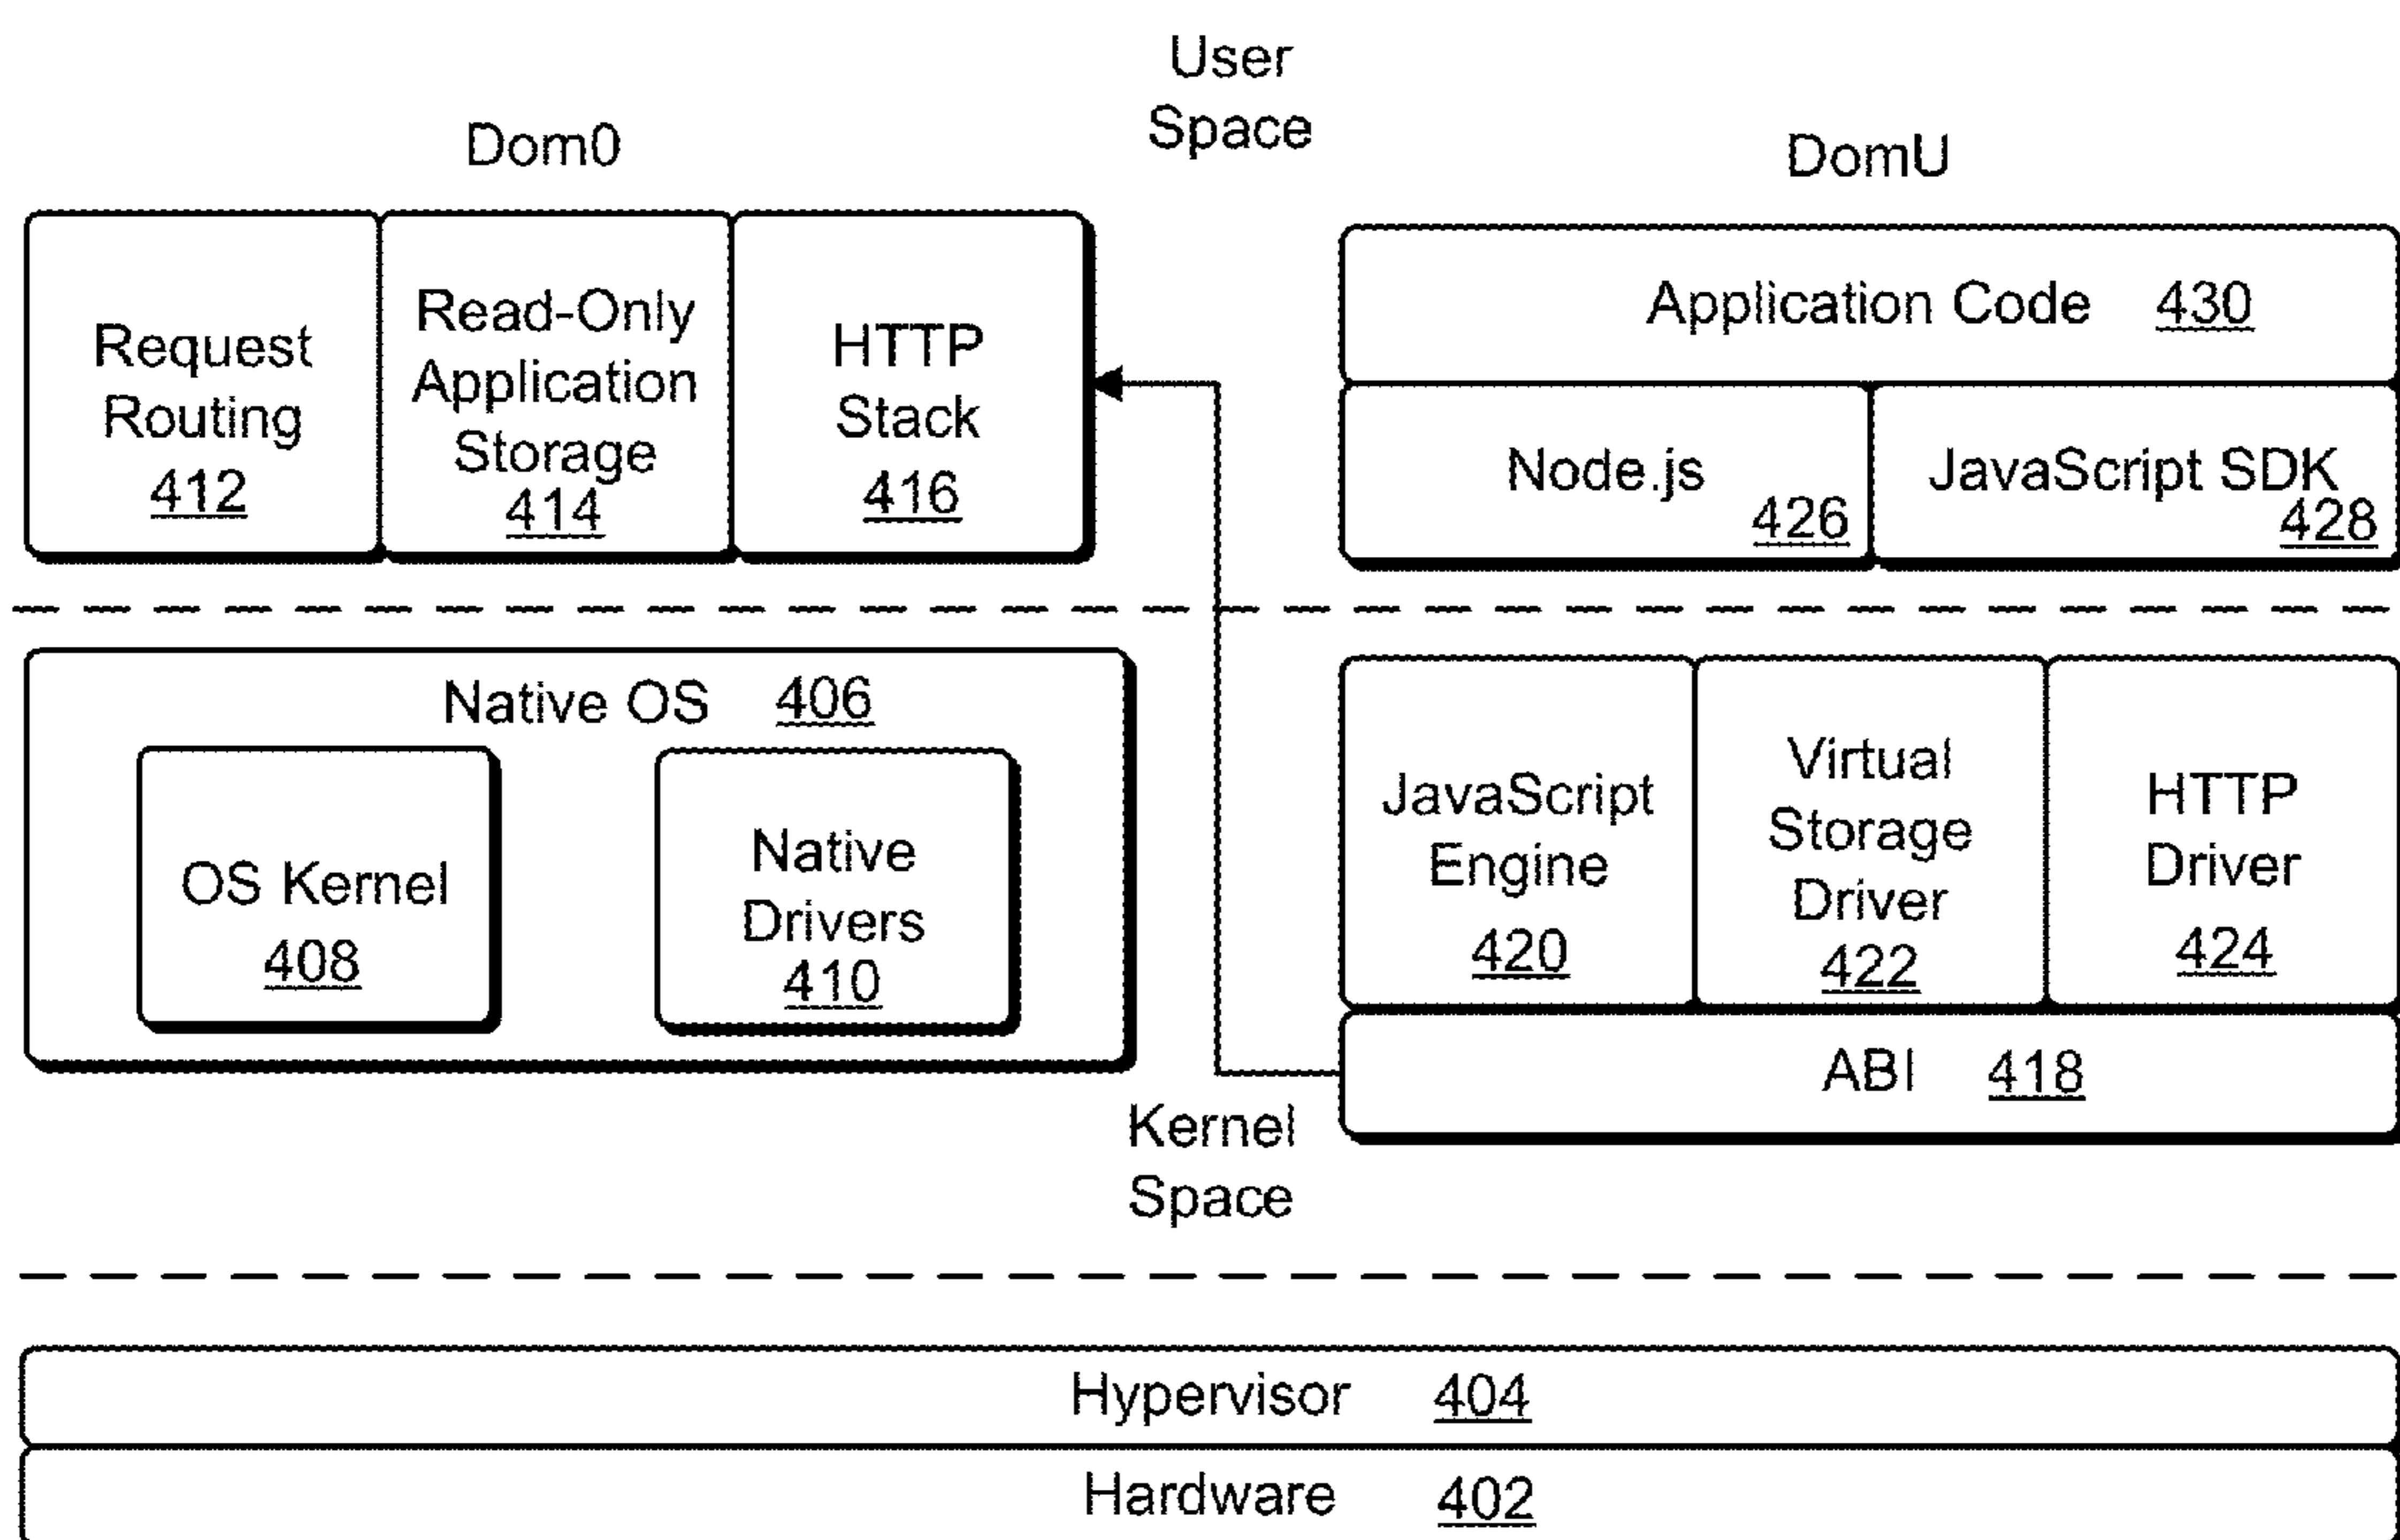 User
Space
Dom0
DomU
Request
Routing
412
Read-Only
Application
Storage
414
HTTP
Stack
416
Application Code 430
Node.js
426
JavaScript SDK
428
Native OS 406
OS Kernel
408
Native
Drivers
410
JavaScript
Engine
420
Virtual
Storage
Driver
422
HTTP
Driver
424
ABI 418
Kernel
Space
Hypervisor 404
Hardware 402